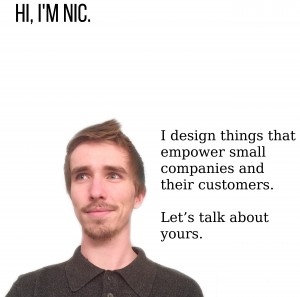 HI, I'M NIC.
I design things that
empower small
companies and
their customers.
Let's talk about
yours.